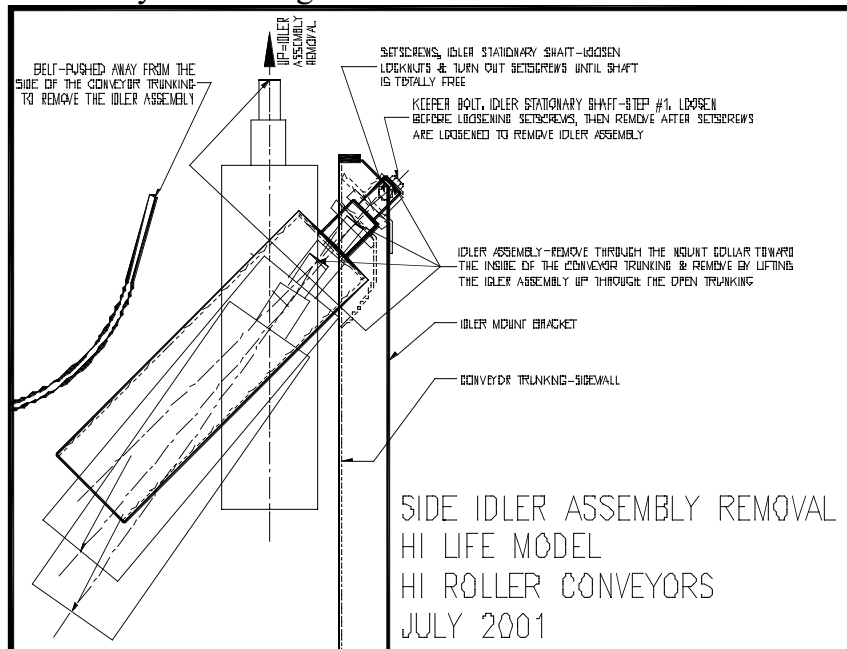 UP=IDLER
ASSEMBLY
REMOVAL
BELT-PUSHED AWAY FROM THE
SIDE OF THE CONVEYOR TRUNKING
TO REMOVE THE IDLER ASSEMBLY
SETSCREWS, IDLER STATIONARY SHAFT-LOOSEN
LOCKNUTS & TURN OUT SETSCREWS UNTIL SHAFT
IS TOTALLY FREE
KEEPER BOLT, IDLER STATIONARY SHAFT-STEP #1. LOOSEN
BEFORE LOOSENING SETSCREWS, THEN REMOVE AFTER SETSCREWS
ARE LOOSENED TO REMOVE IDLER ASSEMBLY
IDLER ASSEMBLY-REMOVE THROUGH THE MOUNT COLLAR TOWARD
THE INSIDE OF THE CONVEYOR TRUNKING & REMOVE BY LIFTING
THE IDLER ASSEMBLY UP THROUGH THE OPEN TRUNKING
IDLER MOUNT BRACKET
CONVEYOR TRUNKING-SIDEWALL
SIDE IDLER ASSEMBLY REMOVAL
HI LIFE MODEL
HI ROLLER CONVEYORS
JULY 2001